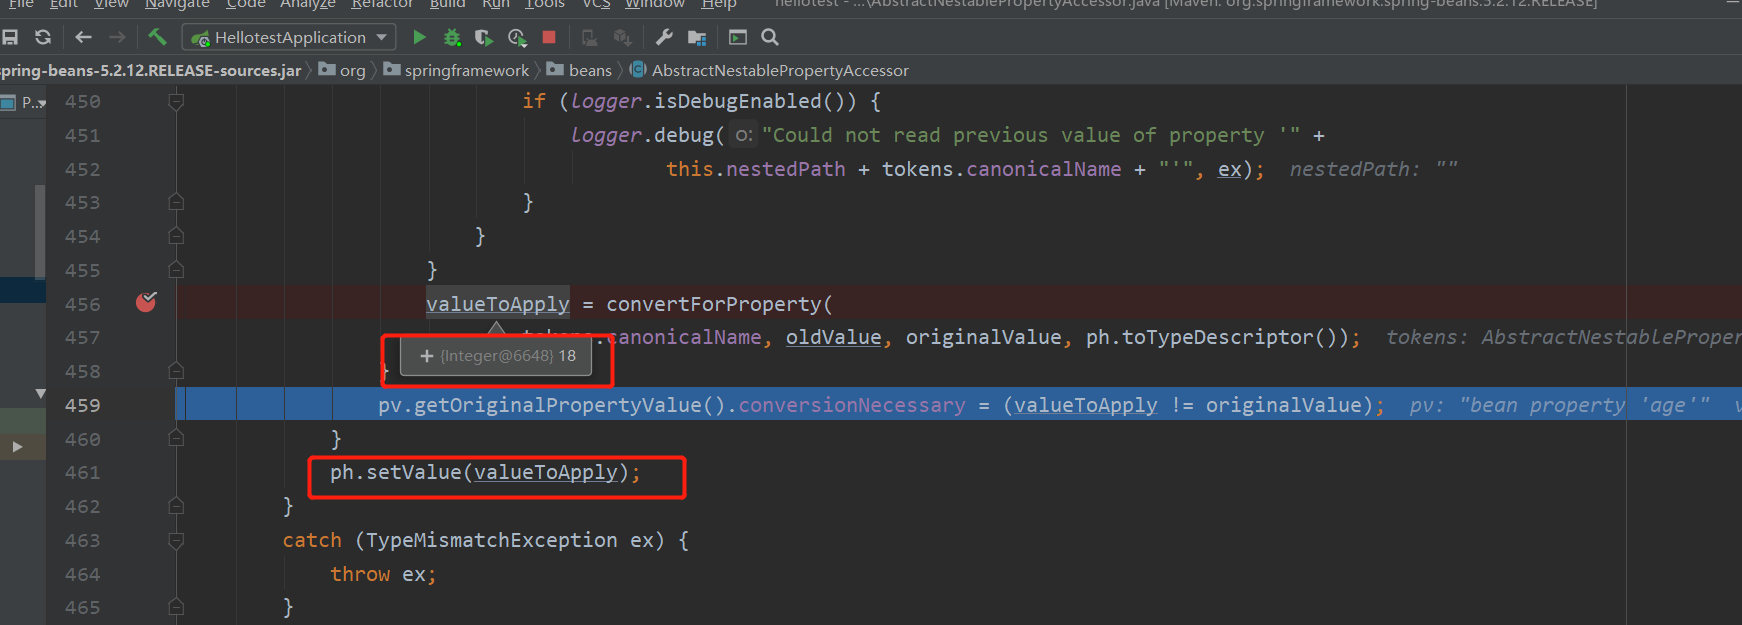 File Edit View Navigate Code Analyze Refactor Build Run Tools VCS Window Help hellotest - ...\AbstractNestablePropertyAccessor.java [Maven: org.springframework:spring-beans:5.2.12.RELEASE]
HellotestApplication
pring-beans-5.2.12.RELEASE-sources.jar org springframework beans AbstractNestablePropertyAccessor
P...
450 if (logger.isDebugEnabled()) {
451 logger.debug( o: "Could not read previous value of property '" +
452 this.nestedPath + tokens.canonicalName + "'", ex); nestedPath: ""
453 }
454 }
455 }
456 valueToApply = convertForProperty(
457 .canonicalName, oldValue, originalValue, ph.toTypeDescriptor()); tokens: AbstractNestableProper
+ {Integer@6648} 18
458 }
459 pv.getOriginalPropertyValue().conversionNecessary = (valueToApply != originalValue); pv: "bean property 'age'" v
460 }
461 ph.setValue(valueToApply);
462 }
463 catch (TypeMismatchException ex) {
464 throw ex;
465 }